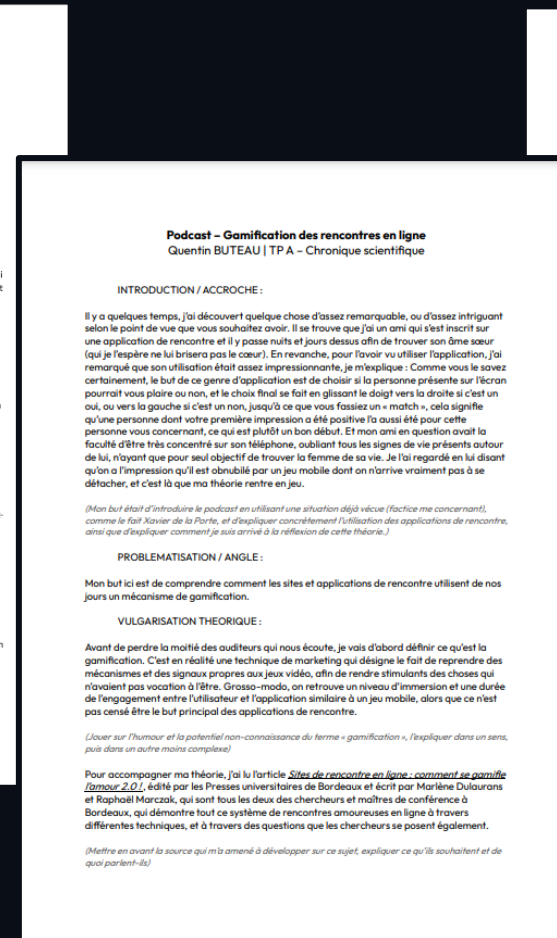 Podcast – Gamification des rencontres en ligne
Quentin BUTEAU | TP A – Chronique scientifique
INTRODUCTION / ACCROCHE :
Il y a quelques temps, j'ai découvert quelque chose d'assez remarquable, ou d'assez intriguant
selon le point de vue que vous souhaitez avoir. Il se trouve que j'ai un ami qui s'est inscrit sur
une application de rencontre et il y passe nuits et jours dessus afin de trouver son âme sœur
(qui je l'espère ne lui brisera pas le cœur). En revanche, pour l'avoir vu utiliser l'application, j'ai
remarqué que son utilisation était assez impressionnante, je m'explique : Comme vous le savez
certainement, le but de ce genre d'application est de choisir si la personne présente sur l'écran
pourrait vous plaire ou non, et le choix final se fait en glissant le doigt vers la droite si c'est un
oui, ou vers la gauche si c'est un non, jusqu'à ce que vous fassiez un « match », cela signifie
qu'une personne dont votre première impression a été positive l'a aussi été pour cette
personne vous concernant, ce qui est plutôt un bon début. Et mon ami en question avait la
faculté d'être très concentré sur son téléphone, oubliant tous les signes de vie présents autour
de lui, n'ayant que pour seul objectif de trouver la femme de sa vie. Je l'ai regardé en lui disant
qu'on a l'impression qu'il est obnubilé par un jeu mobile dont on n'arrive vraiment pas à se
détacher, et c'est là que ma théorie rentre en jeu.
(Mon but était d'introduire le podcast en utilisant une situation déjà vécue (factice me concernant),
comme le fait Xavier de la Porte, et d'expliquer concrètement l'utilisation des applications de rencontre,
ainsi que d'expliquer comment je suis arrivé à la réflexion de cette théorie.)
PROBLEMATISATION / ANGLE :
Mon but ici est de comprendre comment les sites et applications de rencontre utilisent de nos
jours un mécanisme de gamification.
VULGARISATION THEORIQUE :
Avant de perdre la moitié des auditeurs qui nous écoute, je vais d'abord définir ce qu'est la
gamification. C'est en réalité une technique de marketing qui désigne le fait de reprendre des
mécanismes et des signaux propres aux jeux vidéo, afin de rendre stimulants des choses qui
n'avaient pas vocation à l'être. Grosso-modo, on retrouve un niveau d'immersion et une durée
de l'engagement entre l'utilisateur et l'application similaire à un jeu mobile, alors que ce n'est
pas censé être le but principal des applications de rencontre.
(Jouer sur l'humour et la potentiel non-connaissance du terme « gamification », l'expliquer dans un sens,
puis dans un autre moins complexe)
Pour accompagner ma théorie, j'ai lu l'article Sites de rencontre en ligne : comment se gamifie
l'amour 2.0 !, édité par les Presses universitaires de Bordeaux et écrit par Marlène Dulaurans
et Raphaël Marczak, qui sont tous les deux des chercheurs et maîtres de conférence à
Bordeaux, qui démontre tout ce système de rencontres amoureuses en ligne à travers
différentes techniques, et à travers des questions que les chercheurs se posent également.
(Mettre en avant la source qui m'a amené à développer sur ce sujet, expliquer ce qu'ils souhaitent et de
quoi parlent-ils)